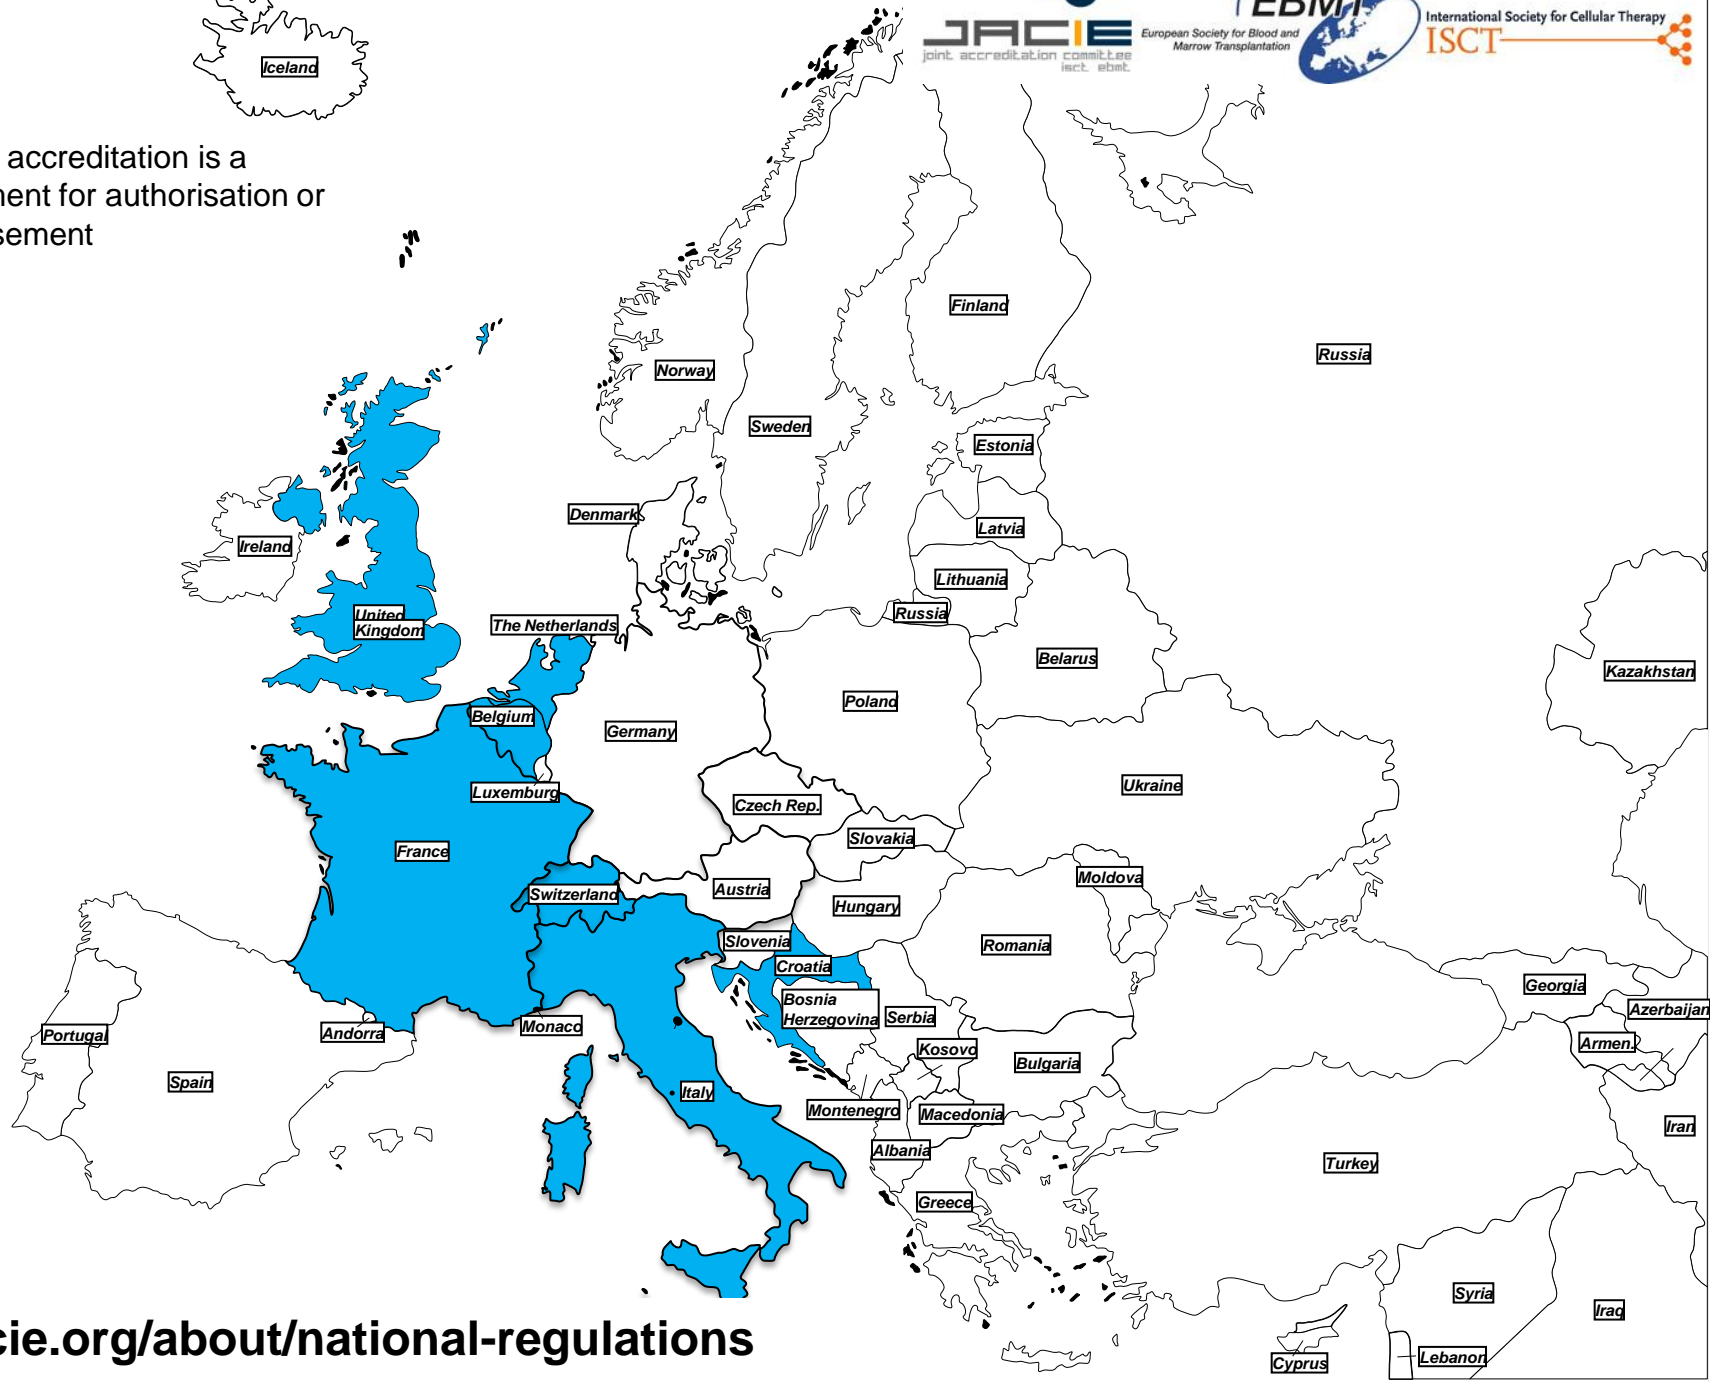 EBMT
JACIE
joint accreditation committee
isct ebmt
European Society for Blood and
Marrow Transplantation
International Society for Cellular Therapy
ISCT
Iceland
accreditation is a
ment for authorisation or
sement
Finland
Russia
Norway
Sweden
Estonia
Denmark
Latvia
Ireland
Lithuania
Russia
United
Kingdom
The Netherlands
Belarus
Kazakhstan
Poland
Belgium
Germany
Ukraine
Luxemburg
Czech Rep.
Slovakia
France
Moldova
Austria
Switzerland
Hungary
Slovenia
Romania
Croatia
Georgia
Bosnia
Herzegovina
Serbia
Azerbaijan
Monaco
Andorra
Portugal
Armen.
Kosovo
Bulgaria
Spain
Italy
Montenegro
Macedonia
Iran
Albania
Turkey
Greece
Syria
Iraq
cie.org/about/national-regulations
Cyprus
Lebanon